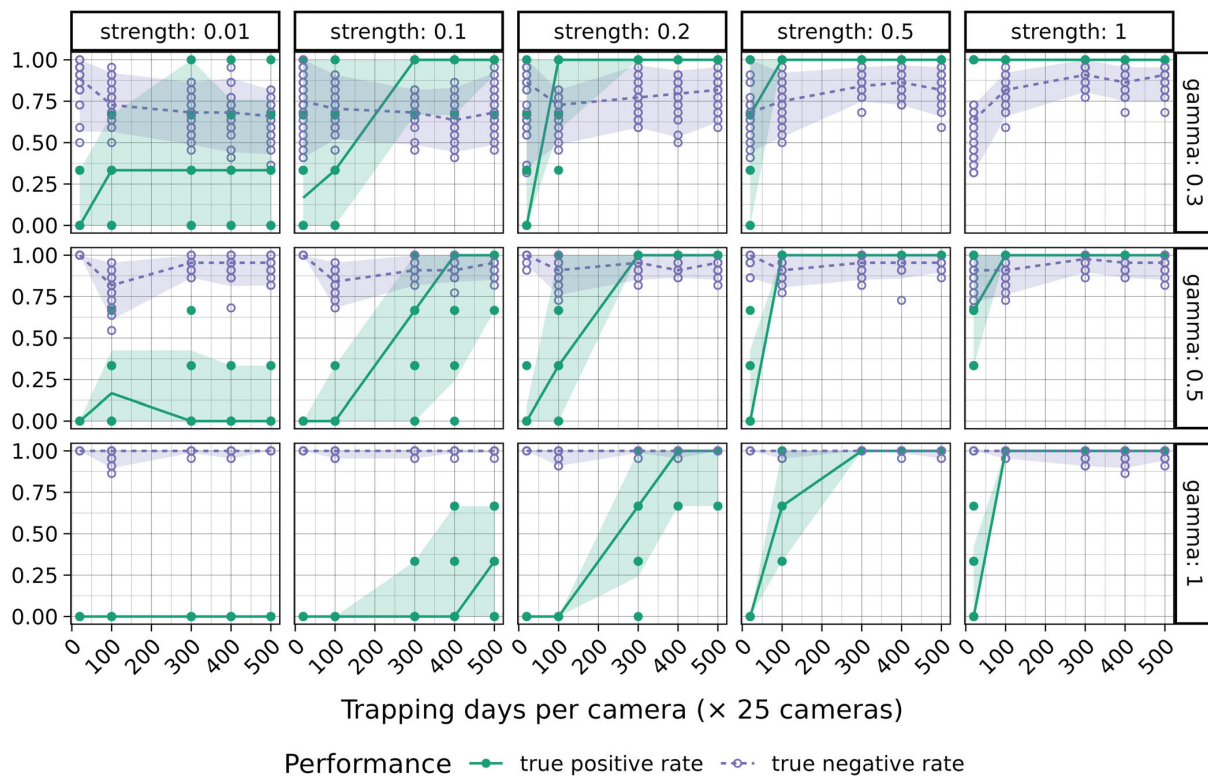 strength: 0.01 strength: 0.1 strength: 0.2 strength: 0.5 strength: 1
1.00
0.75
0.50
0.25
0.00
gamma: 0.3
1.00
0.75
0.50
0.25
0.00
gamma: 0.5
1.00
0.75
0.50
0.25
0.00
gamma: 1
0 100 200 300 400 500 0 100 200 300 400 500 0 100 200 300 400 500 0 100 200 300 400 500 0 100 200 300 400 500
Trapping days per camera (× 25 cameras)
Performance true positive rate true negative rate